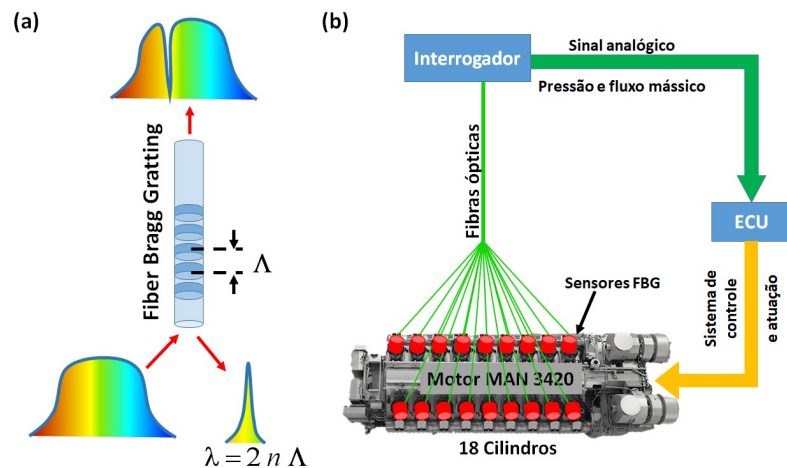 (a)
Fiber Bragg Gratting
Λ
λ = 2 n Λ
(b)
Interrogador
Sinal analógico
Pressão e fluxo mássico
Fibras ópticas
ECU
Sistema de
controle
e atuação
Sensores FBG
Motor MAN 3420
18 Cilindros